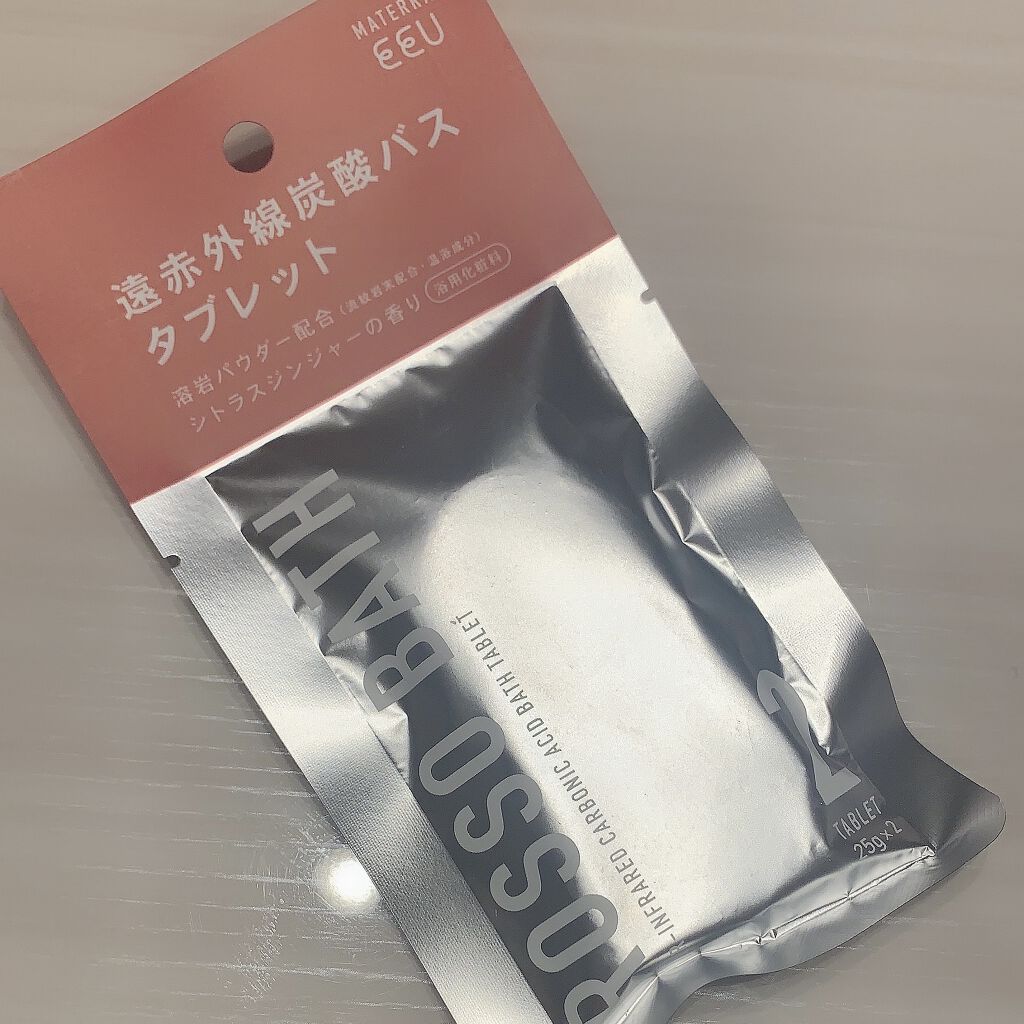 EEU
遠赤外線炭酸バス
タブレット
溶岩パウダー配合(流紋岩末配合・温浴成分)
シトラスジンジャーの香り 浴用化粧料
ROSSO BATH
-INFRARED CARBONIC ACID BATH TABLET
2
TABLET
25g×2